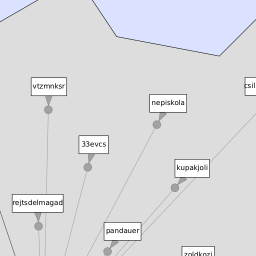 vtzmnksr
csil
nepiskola
33evcs
kupakjoli
rejtsdelmagad
pandauer
zoldkozi